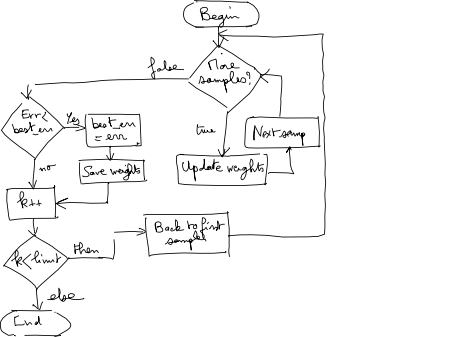 Begin
More
samples?
false
true
Err<
best_err
Yes
best_err
= err
Next samp
no
Save weights
Update weights
k++
Back to first
sample
k<limit
then
else
End